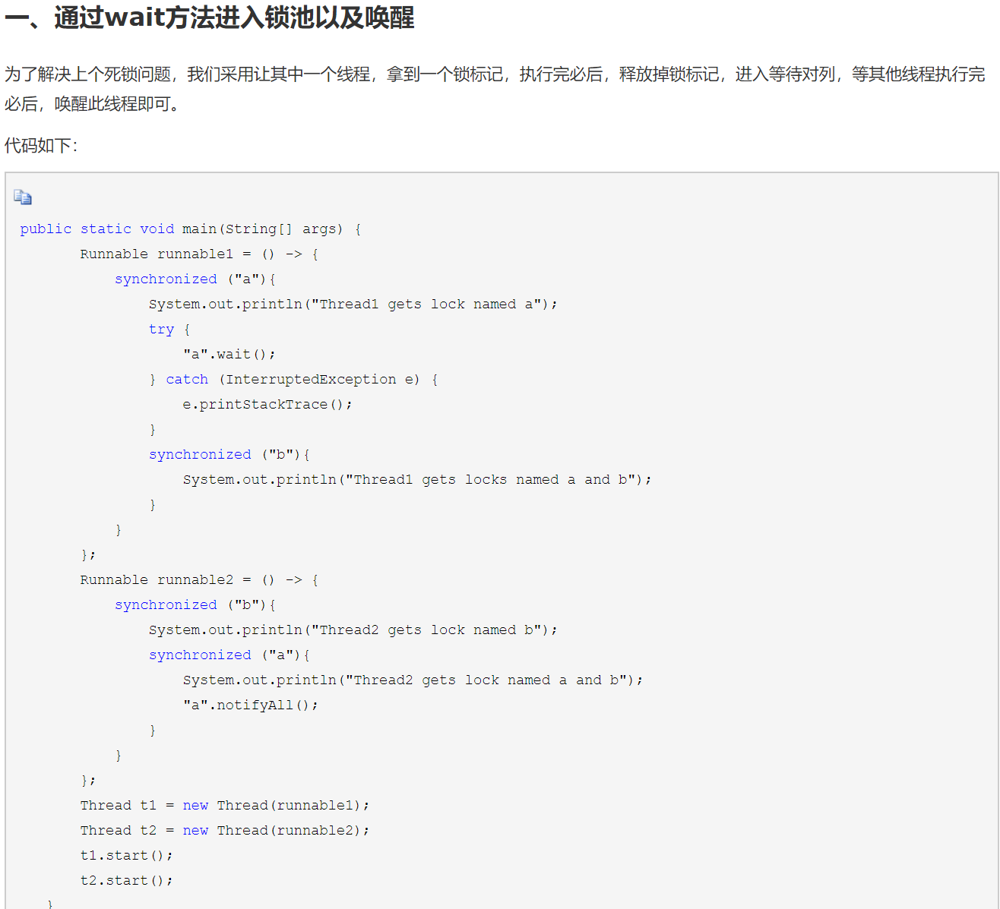 一、通过wait方法进入锁池以及唤醒
为了解决上个死锁问题，我们采用让其中一个线程，拿到一个锁标记，执行完必后，释放掉锁标记，进入等待对列，等其他线程执行完
必后，唤醒此线程即可。
代码如下：
public static void main(String[] args) {
        Runnable runnable1 = () -> {
            synchronized ("a"){
                System.out.println("Thread1 gets lock named a");
                try {
                    "a".wait();
                } catch (InterruptedException e) {
                    e.printStackTrace();
                }
                synchronized ("b"){
                    System.out.println("Thread1 gets locks named a and b");
                }
            }
        };
        Runnable runnable2 = () -> {
            synchronized ("b"){
                System.out.println("Thread2 gets lock named b");
                synchronized ("a"){
                    System.out.println("Thread2 gets lock named a and b");
                    "a".notifyAll();
                }
            }
        };
        Thread t1 = new Thread(runnable1);
        Thread t2 = new Thread(runnable2);
        t1.start();
        t2.start();
    }